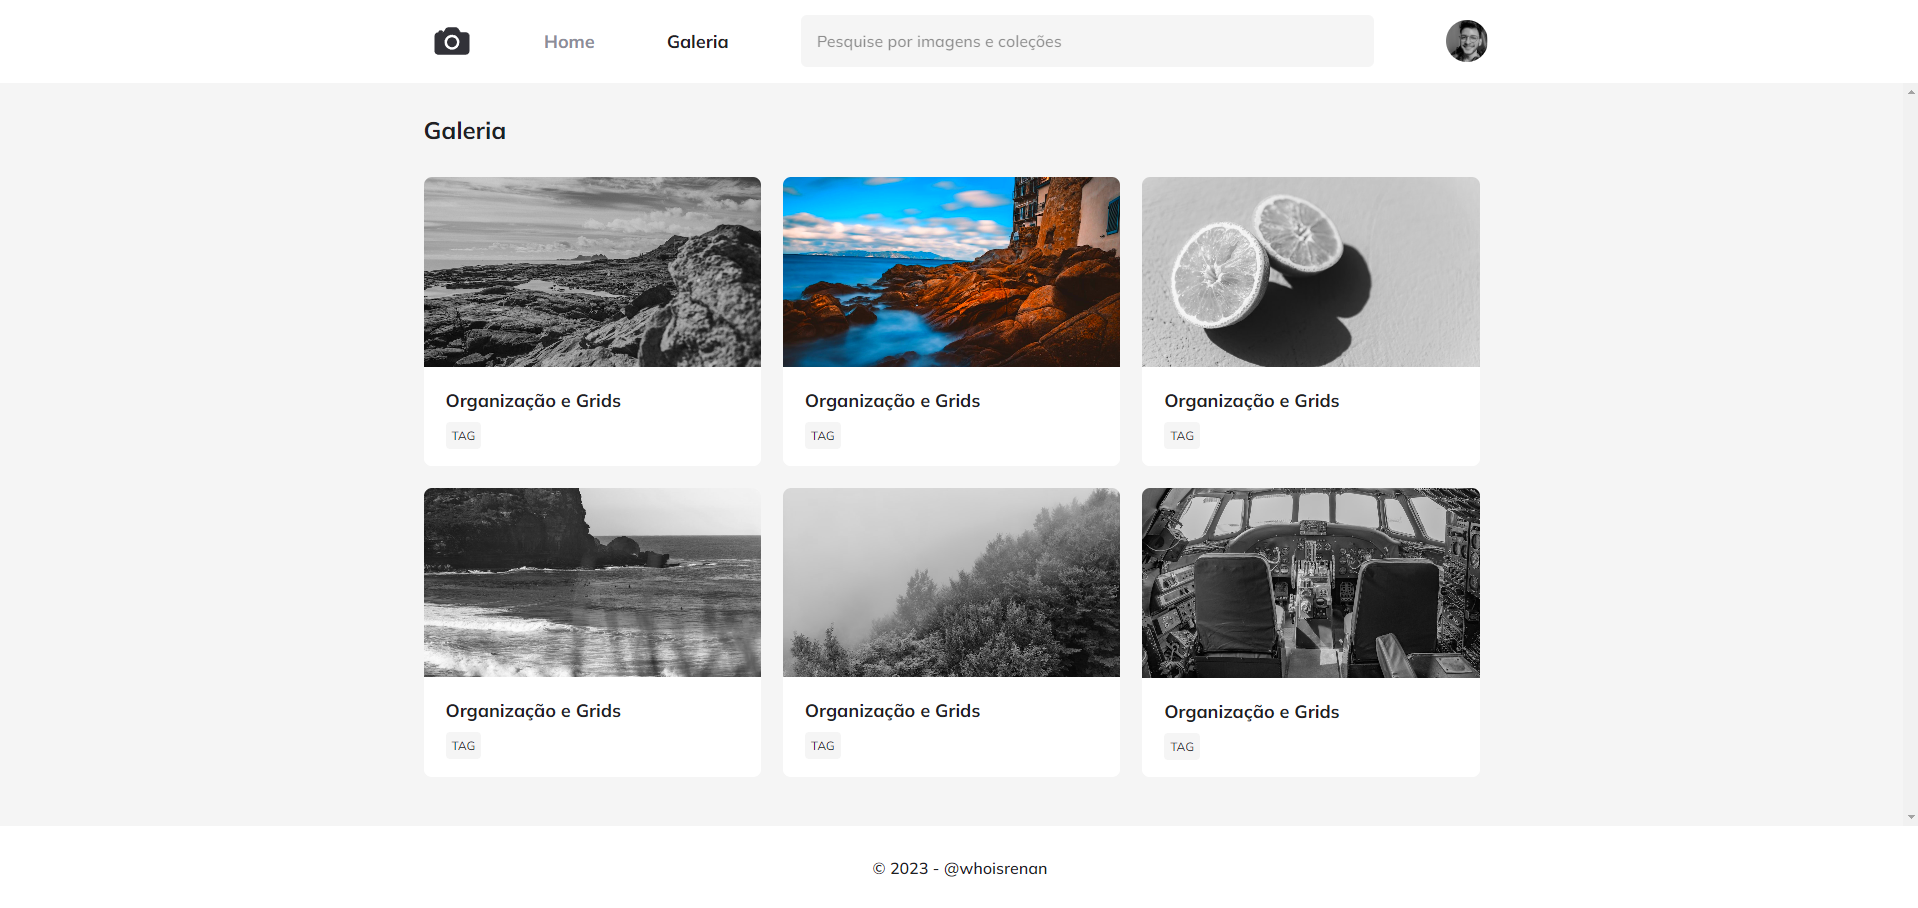 Home
Galeria
Pesquise por imagens e coleções
Galeria
Organização e Grids
TAG
Organização e Grids
TAG
Organização e Grids
TAG
Organização e Grids
TAG
Organização e Grids
TAG
Organização e Grids
TAG
© 2023 - @whoisrenan